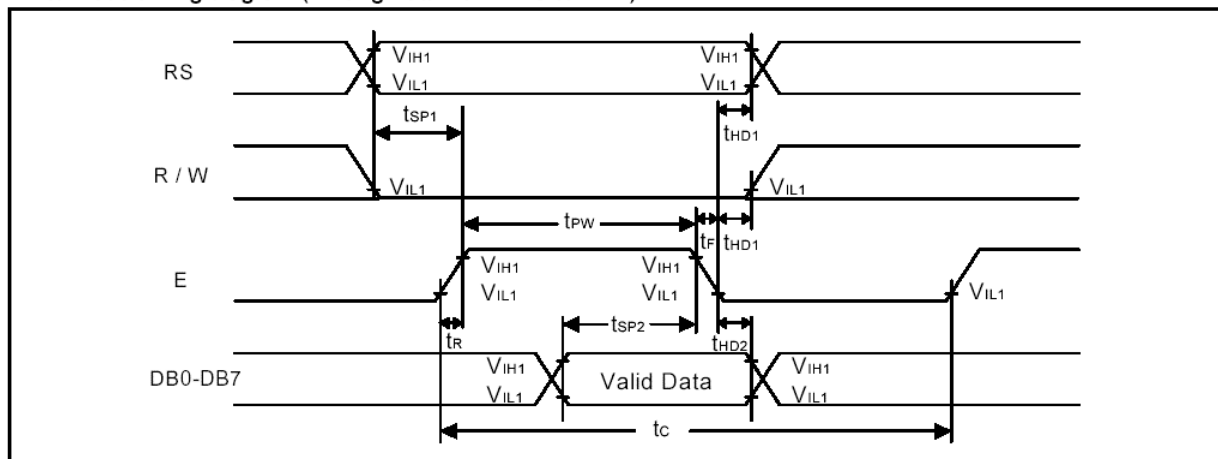 RS VIH1 VIL1 VIH1 VIL1
tSP1 tHD1
R / W VIL1 VIL1
tPW tF tHD1
E VIH1 VIL1 VIH1 VIL1 VIL1
tR tSP2 tHD2
DB0-DB7 VIH1 VIL1 Valid Data VIH1 VIL1
tC